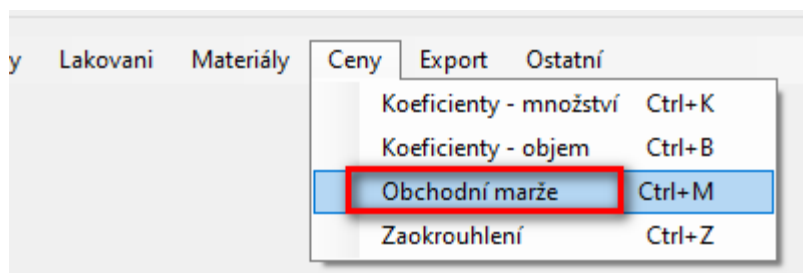 y Lakovani Materiály Ceny Export Ostatní
Koeficienty - množství Ctrl+K
Koeficienty - objem Ctrl+B
Obchodní marže Ctrl+M
Zaokrouhlení Ctrl+Z